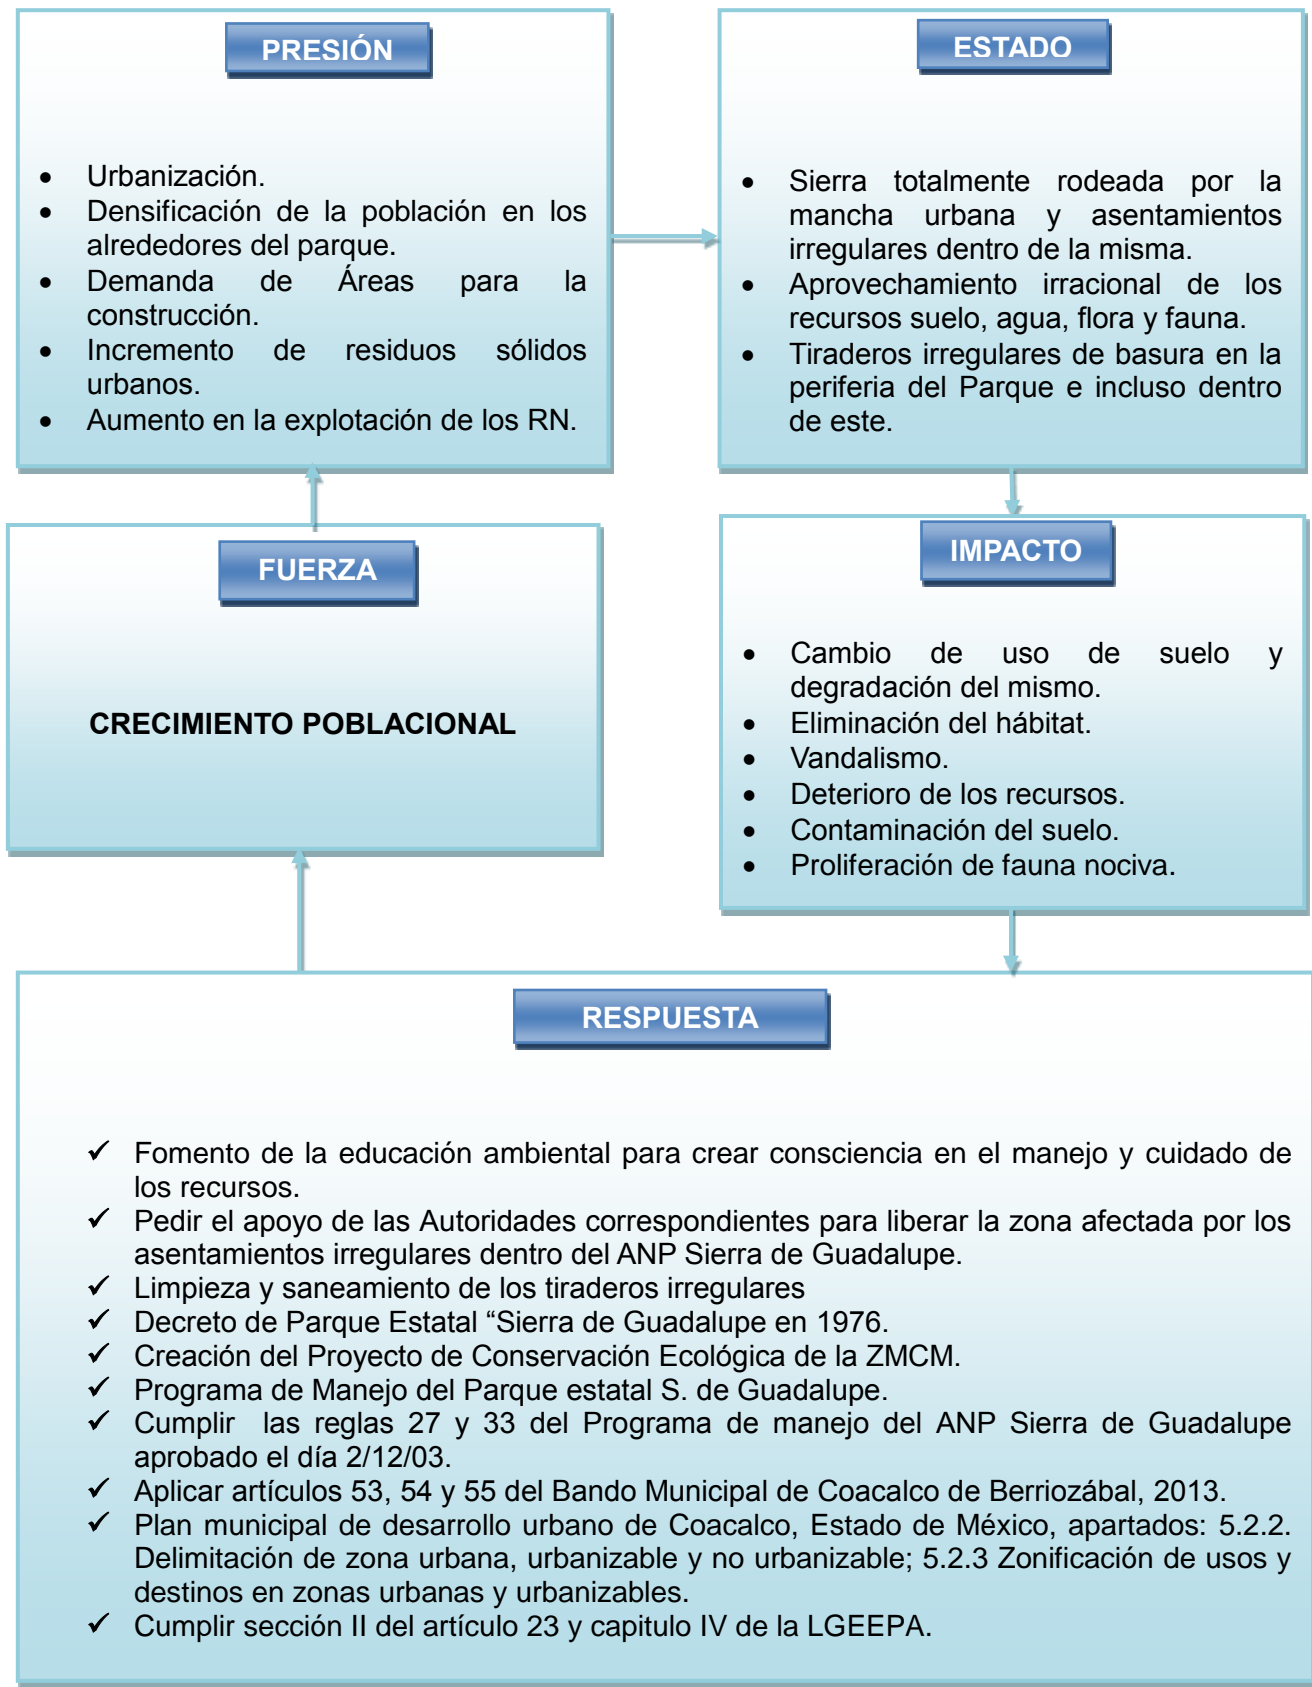 PRESIÓN
• Urbanización.
• Densificación de la población en los
alrededores del parque.
• Demanda de Áreas para la
construcción.
• Incremento de residuos sólidos
urbanos.
• Aumento en la explotación de los RN.
ESTADO
• Sierra totalmente rodeada por la
mancha urbana y asentamientos
irregulares dentro de la misma.
• Aprovechamiento irracional de los
recursos suelo, agua, flora y fauna.
• Tiraderos irregulares de basura en la
periferia del Parque e incluso dentro
de este.
FUERZA
CRECIMIENTO POBLACIONAL
IMPACTO
• Cambio de uso de suelo y
degradación del mismo.
• Eliminación del hábitat.
• Vandalismo.
• Deterioro de los recursos.
• Contaminación del suelo.
• Proliferación de fauna nociva.
RESPUESTA
✓ Fomento de la educación ambiental para crear consciencia en el manejo y cuidado de
los recursos.
✓ Pedir el apoyo de las Autoridades correspondientes para liberar la zona afectada por los
asentamientos irregulares dentro del ANP Sierra de Guadalupe.
✓ Limpieza y saneamiento de los tiraderos irregulares
✓ Decreto de Parque Estatal “Sierra de Guadalupe en 1976.
✓ Creación del Proyecto de Conservación Ecológica de la ZMCM.
✓ Programa de Manejo del Parque estatal S. de Guadalupe.
✓ Cumplir las reglas 27 y 33 del Programa de manejo del ANP Sierra de Guadalupe
aprobado el día 2/12/03.
✓ Aplicar artículos 53, 54 y 55 del Bando Municipal de Coacalco de Berriozábal, 2013.
✓ Plan municipal de desarrollo urbano de Coacalco, Estado de México, apartados: 5.2.2.
Delimitación de zona urbana, urbanizable y no urbanizable; 5.2.3 Zonificación de usos y
destinos en zonas urbanas y urbanizables.
✓ Cumplir sección II del artículo 23 y capitulo IV de la LGEEPA.